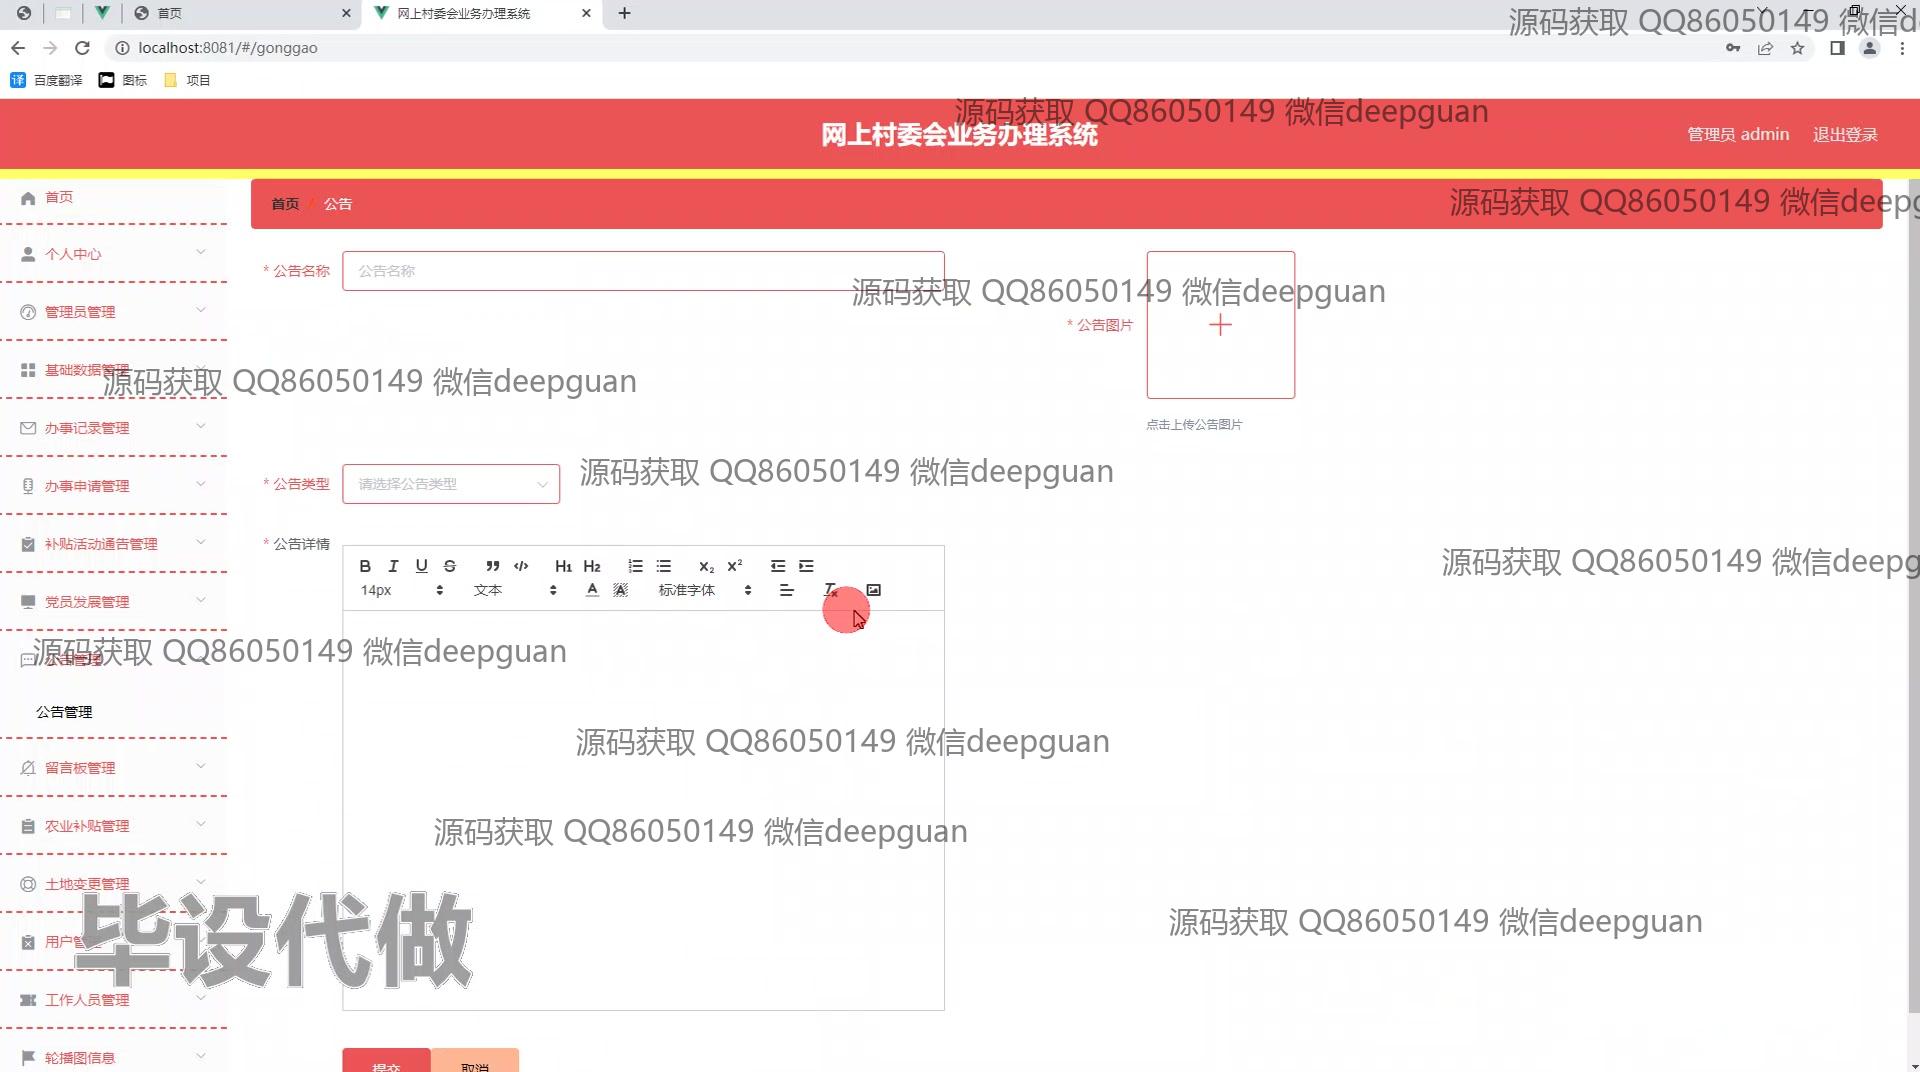 首页
网上村委会业务办理系统
localhost:8081/#/gonggao
百度翻译
图标
项目
源码获取 QQ86050149 微信d
网上村委会业务办理系统
源码获取 QQ86050149 微信deepguan
管理员 admin
退出登录
首页
首页 / 公告
源码获取 QQ86050149 微信deepg
个人中心
* 公告名称
公告名称
源码获取 QQ86050149 微信deepguan
管理员管理
* 公告图片
基础数据管理
源码获取 QQ86050149 微信deepguan
办事记录管理
点击上传公告图片
源码获取 QQ86050149 微信deepguan
办事申请管理
* 公告类型
请选择公告类型
补贴活动通告管理
* 公告详情
源码获取 QQ86050149 微信deepg
B I U S H1 H2 x₂ x²
14px 文本 A A 标准字体
党员发展管理
公告管理
源码获取 QQ86050149 微信deepguan
公告管理
源码获取 QQ86050149 微信deepguan
留言板管理
农业补贴管理
源码获取 QQ86050149 微信deepguan
土地变更管理
源码获取 QQ86050149 微信deepguan
用户管理
毕设代做
工作人员管理
轮播图信息
提交
取消